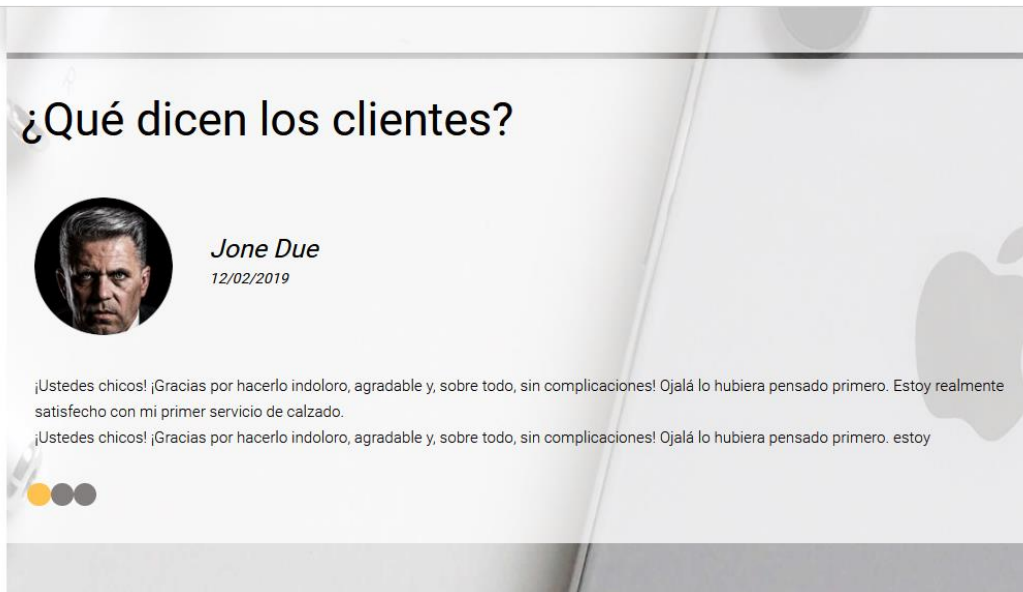 ¿Qué dicen los clientes?
Jone Due
12/02/2019
¡Ustedes chicos! ¡Gracias por hacerlo indoloro, agradable y, sobre todo, sin complicaciones! Ojalá lo hubiera pensado primero. Estoy realmente
satisfecho con mi primer servicio de calzado.
¡Ustedes chicos! ¡Gracias por hacerlo indoloro, agradable y, sobre todo, sin complicaciones! Ojalá lo hubiera pensado primero. estoy